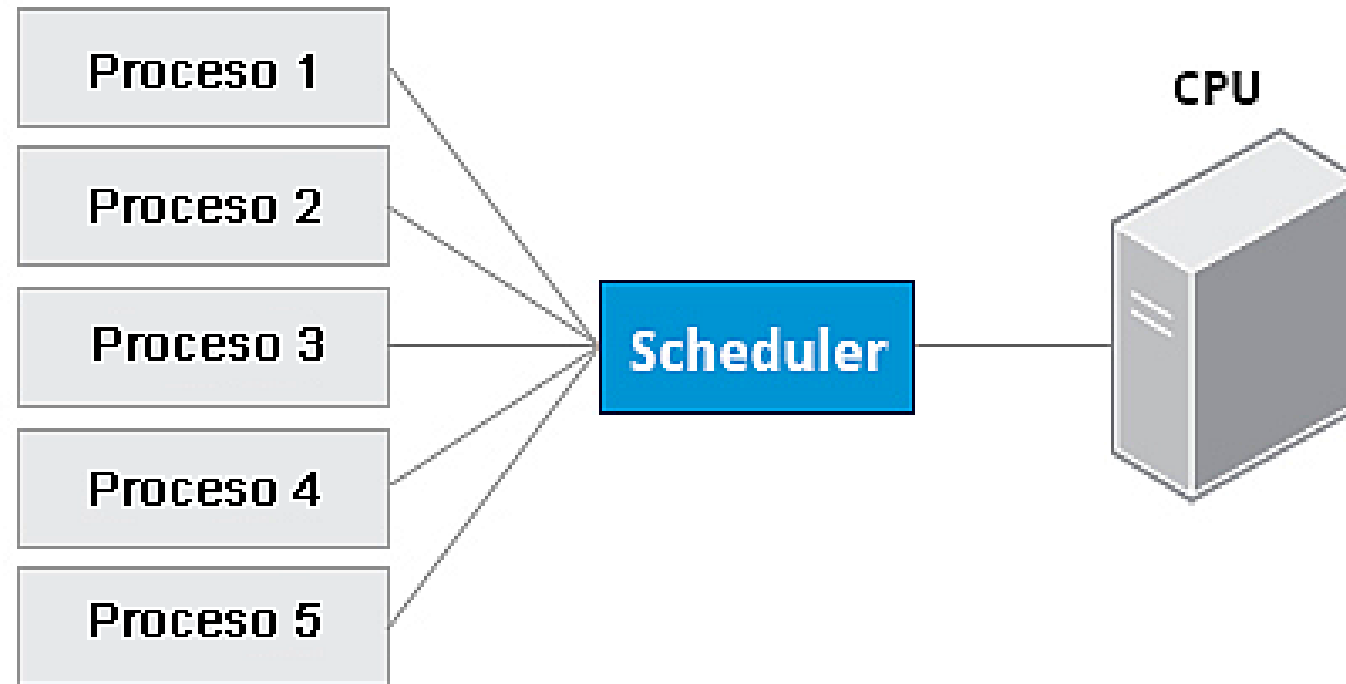 Proceso 1
Proceso 2
Proceso 3
Proceso 4
Proceso 5
Scheduler
CPU